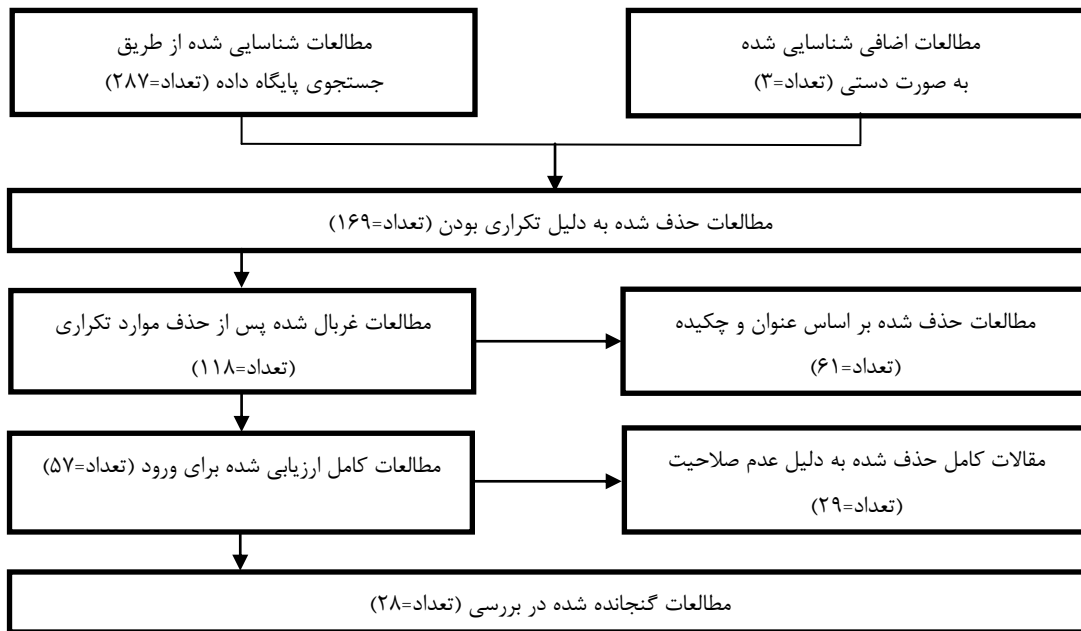 مطالعات اضافی شناسایی شده
به صورت دستی (تعداد=۳)
مطالعات شناسایی شده از طریق
جستجوی پایگاه داده (تعداد=۲۸۷)
مطالعات حذف شده به دلیل تکراری بودن (تعداد=۱۶۹)
مطالعات غربال شده پس از حذف موارد تکراری
(تعداد=۱۱۸)
مطالعات حذف شده بر اساس عنوان و چکیده
(تعداد=۶۱)
مطالعات کامل ارزیابی شده برای ورود (تعداد=۵۷)
مقالات کامل حذف شده به دلیل عدم صلاحیت
(تعداد=۲۹)
مطالعات گنجانده شده در بررسی (تعداد=۲۸)